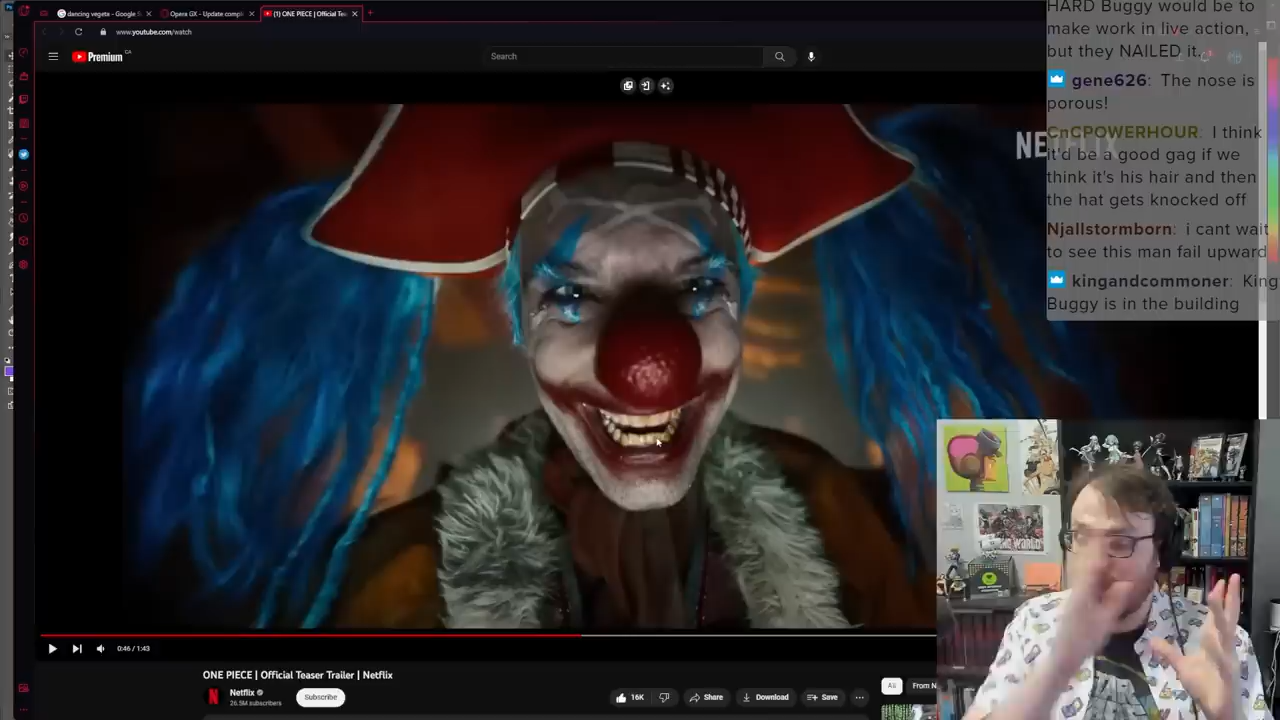 dancing vegeta - Google S
Opera GX - Update compl
(1) ONE PIECE | Official Tea
www.youtube.com/watch
Premium
CA
Search
NETFLIX
HARD Buggy would be to
make work in live action,
but they NAILED it.
gene626: The nose is
porous!
CnCPOWERHOUR: I think
it'd be a good gag if we
think it's his hair and then
the hat gets knocked off
Njallstormborn: i cant wait
to see this man fail upward
kingandcommoner: King
Buggy is in the building
0:46 / 1:43
ONE PIECE | Official Teaser Trailer | Netflix
Netflix
26.5M subscribers
Subscribe
16K
Share
Download
Save
All
From N